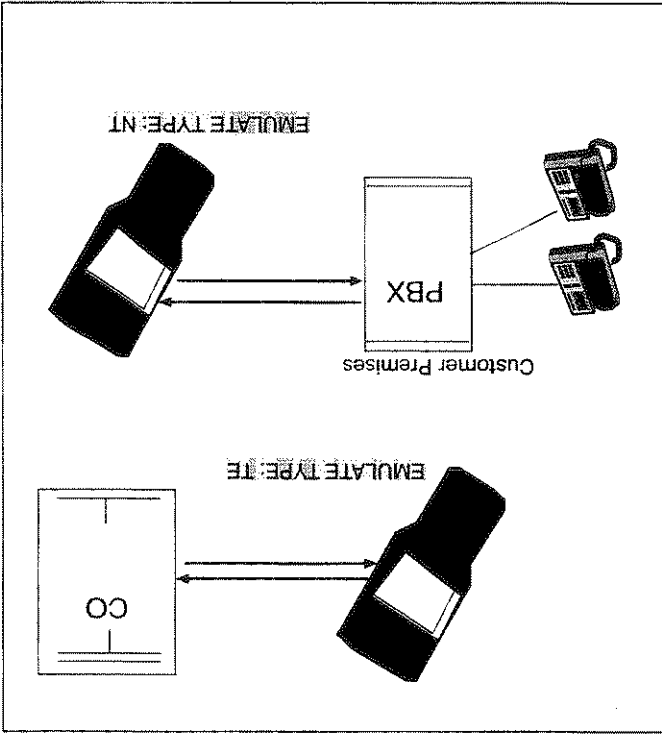 CO
EMULATE TYPE: TE
Customer Premises
PBX
EMULATE TYPE: NT